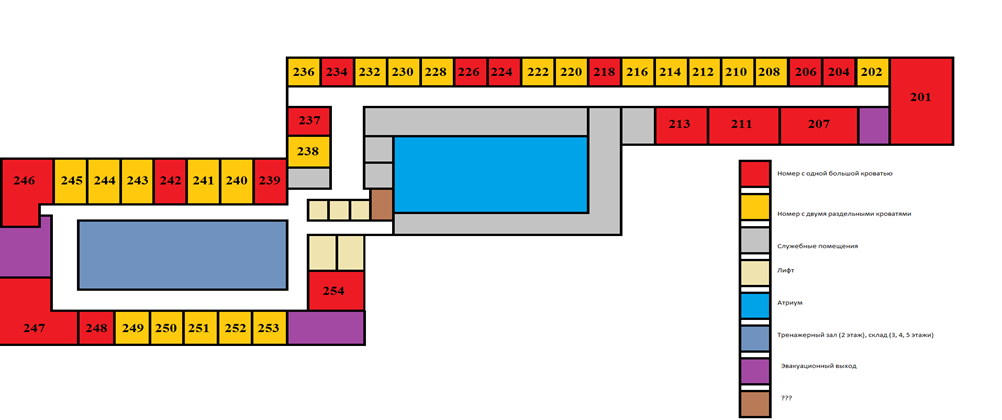 236 234 232 230 228 226 224 222 220 218 216 214 212 210 208 206 204 202
201
237
213 211 207
238
246 245 244 243 242 241 240 239
Номер с одной большой кроватью
Номер с двумя раздельными кроватями
Служебные помещения
Лифт
254
Атриум
247 248 249 250 251 252 253
Тренажерный зал (2 этаж), склад (3, 4, 5 этажи)
Эвакуационный выход
???